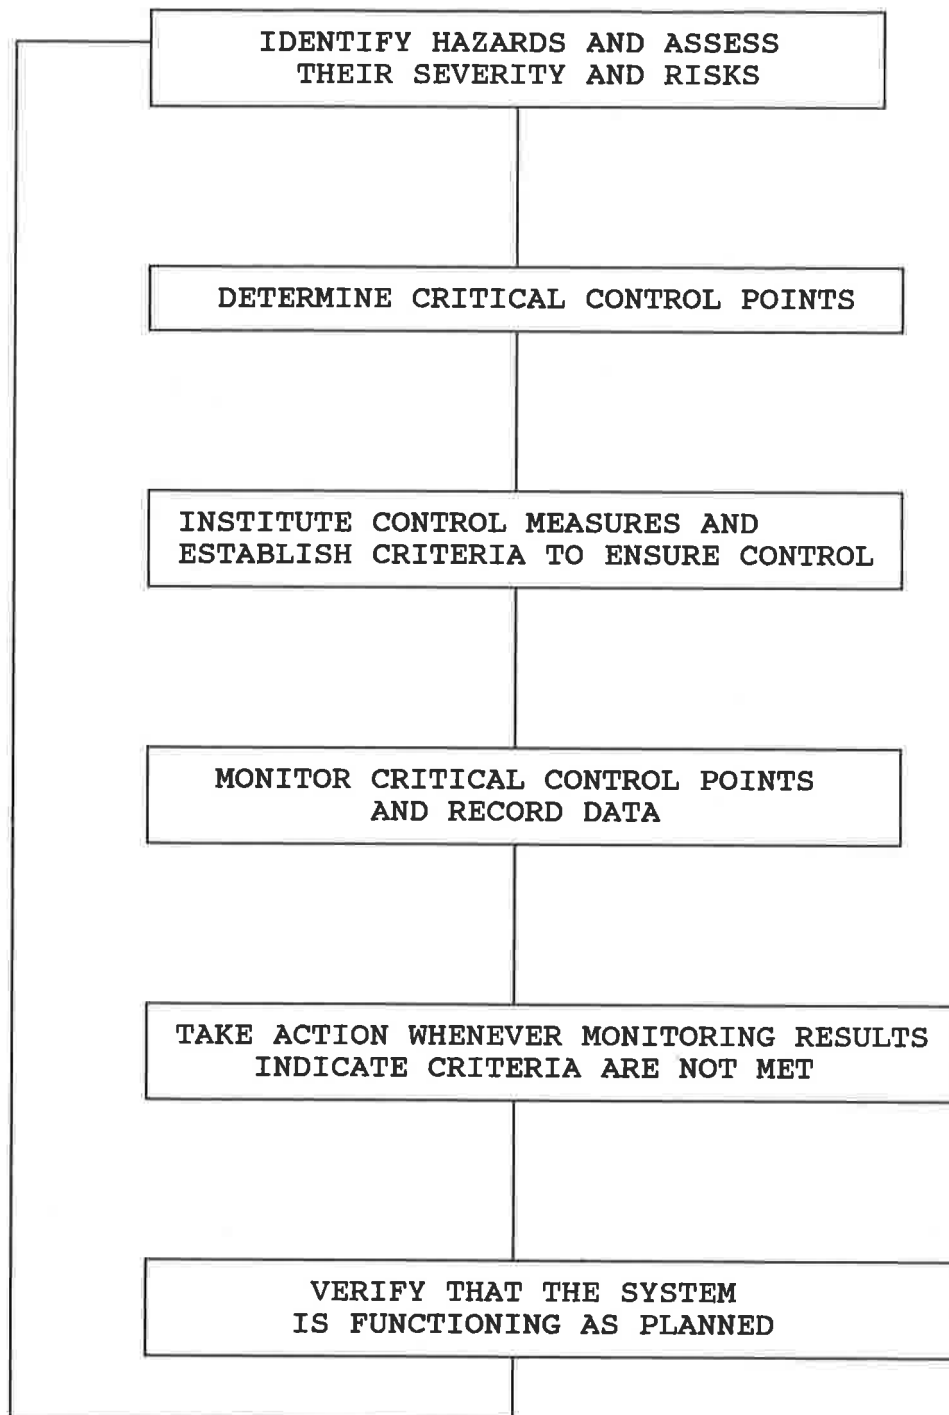 IDENTIFY HAZARDS AND ASSESS
THEIR SEVERITY AND RISKS
DETERMINE CRITICAL CONTROL POINTS
INSTITUTE CONTROL MEASURES AND
ESTABLISH CRITERIA TO ENSURE CONTROL
MONITOR CRITICAL CONTROL POINTS
AND RECORD DATA
TAKE ACTION WHENEVER MONITORING RESULTS
INDICATE CRITERIA ARE NOT MET
VERIFY THAT THE SYSTEM
IS FUNCTIONING AS PLANNED